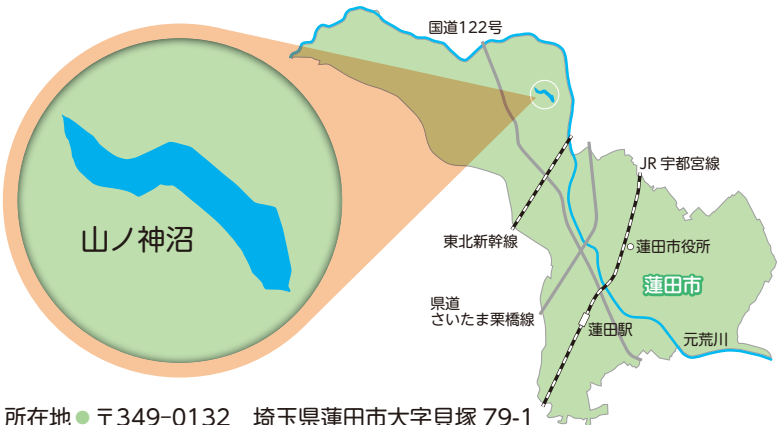 国道122号
JR 宇都宮線
山ノ神沼
東北新幹線
蓮田市役所
蓮田市
県道
さいたま栗橋線
蓮田駅
元荒川
所在地●〒349-0132 埼玉県蓮田市大字貝塚 79-1